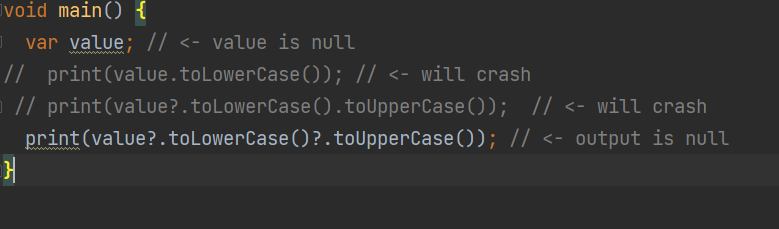 void main() {
  var value; // <- value is null
//  print(value.toLowerCase()); // <- will crash
 // print(value?.toLowerCase().toUpperCase());  // <- will crash
  print(value?.toLowerCase()?.toUpperCase()); // <- output is null
}